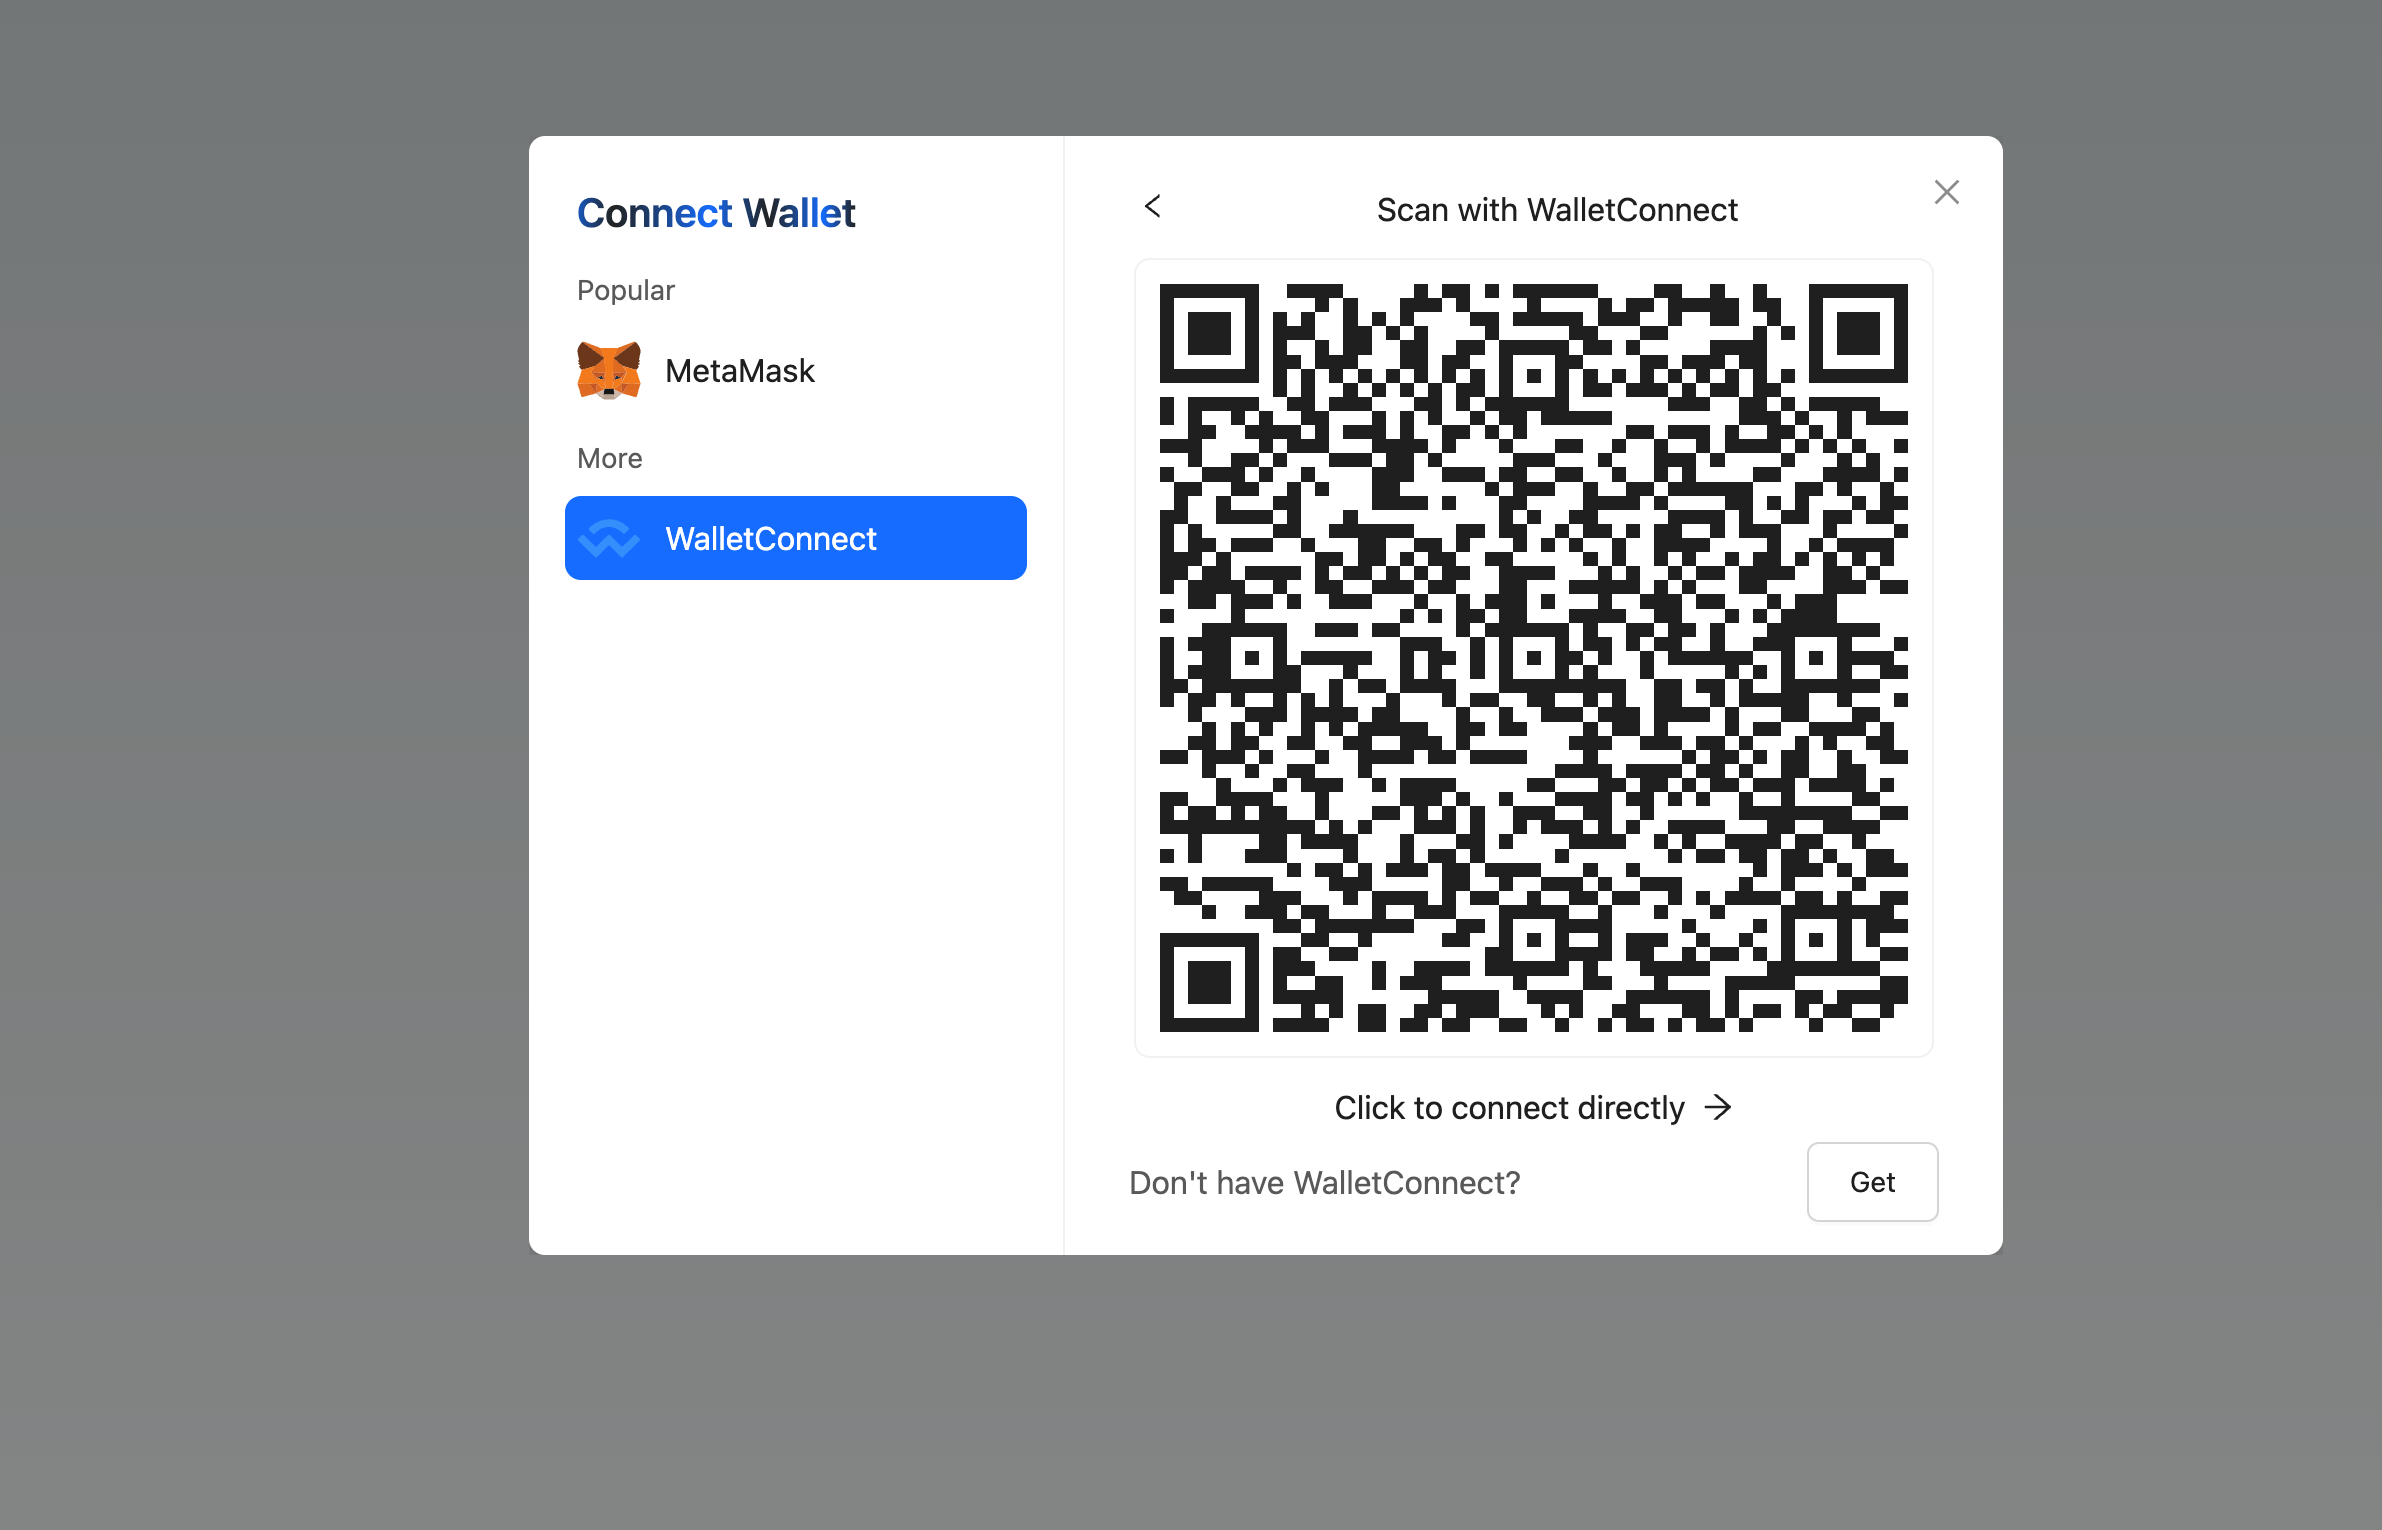 Connect Wallet
Popular
MetaMask
More
WalletConnect
Scan with WalletConnect
Click to connect directly
Don't have WalletConnect?
Get